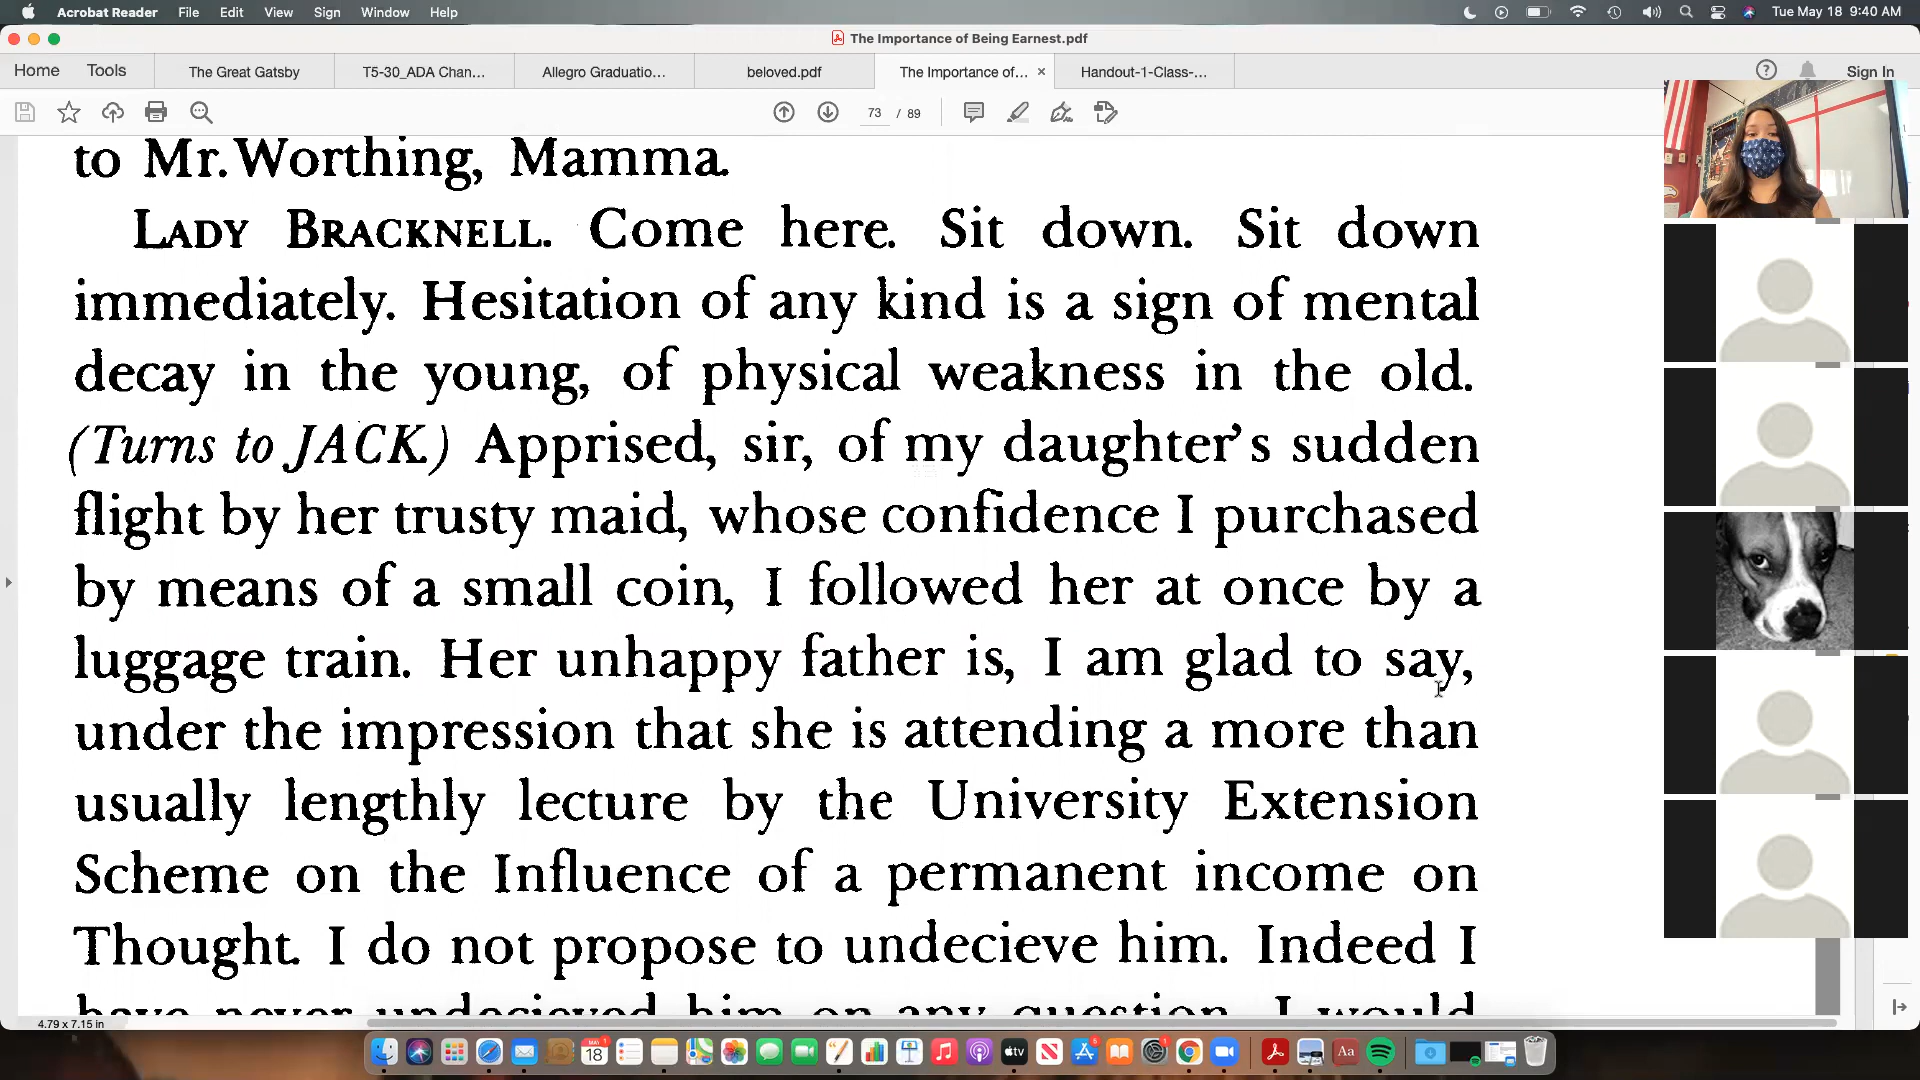 Acrobat Reader File Edit View Sign Window Help Tue May 18 9:40 AM
The Importance of Being Earnest.pdf
Home Tools The Great Gatsby T5-30_ADA Chan... Allegro Graduatio... beloved.pdf The Importance of... × Handout-1-Class-... Sign In
73 / 89
to Mr. Worthing, Mamma.
LADY BRACKNELL. Come here. Sit down. Sit down
immediately. Hesitation of any kind is a sign of mental
decay in the young, of physical weakness in the old.
(Turns to JACK.) Apprised, sir, of my daughter's sudden
flight by her trusty maid, whose confidence I purchased
by means of a small coin, I followed her at once by a
luggage train. Her unhappy father is, I am glad to say,
under the impression that she is attending a more than
usually lengthly lecture by the University Extension
Scheme on the Influence of a permanent income on
Thought. I do not propose to undecieve him. Indeed I
have never undecieved him on any question. I would
4.79 x 7.15 in
MAY
18
tv
Aa